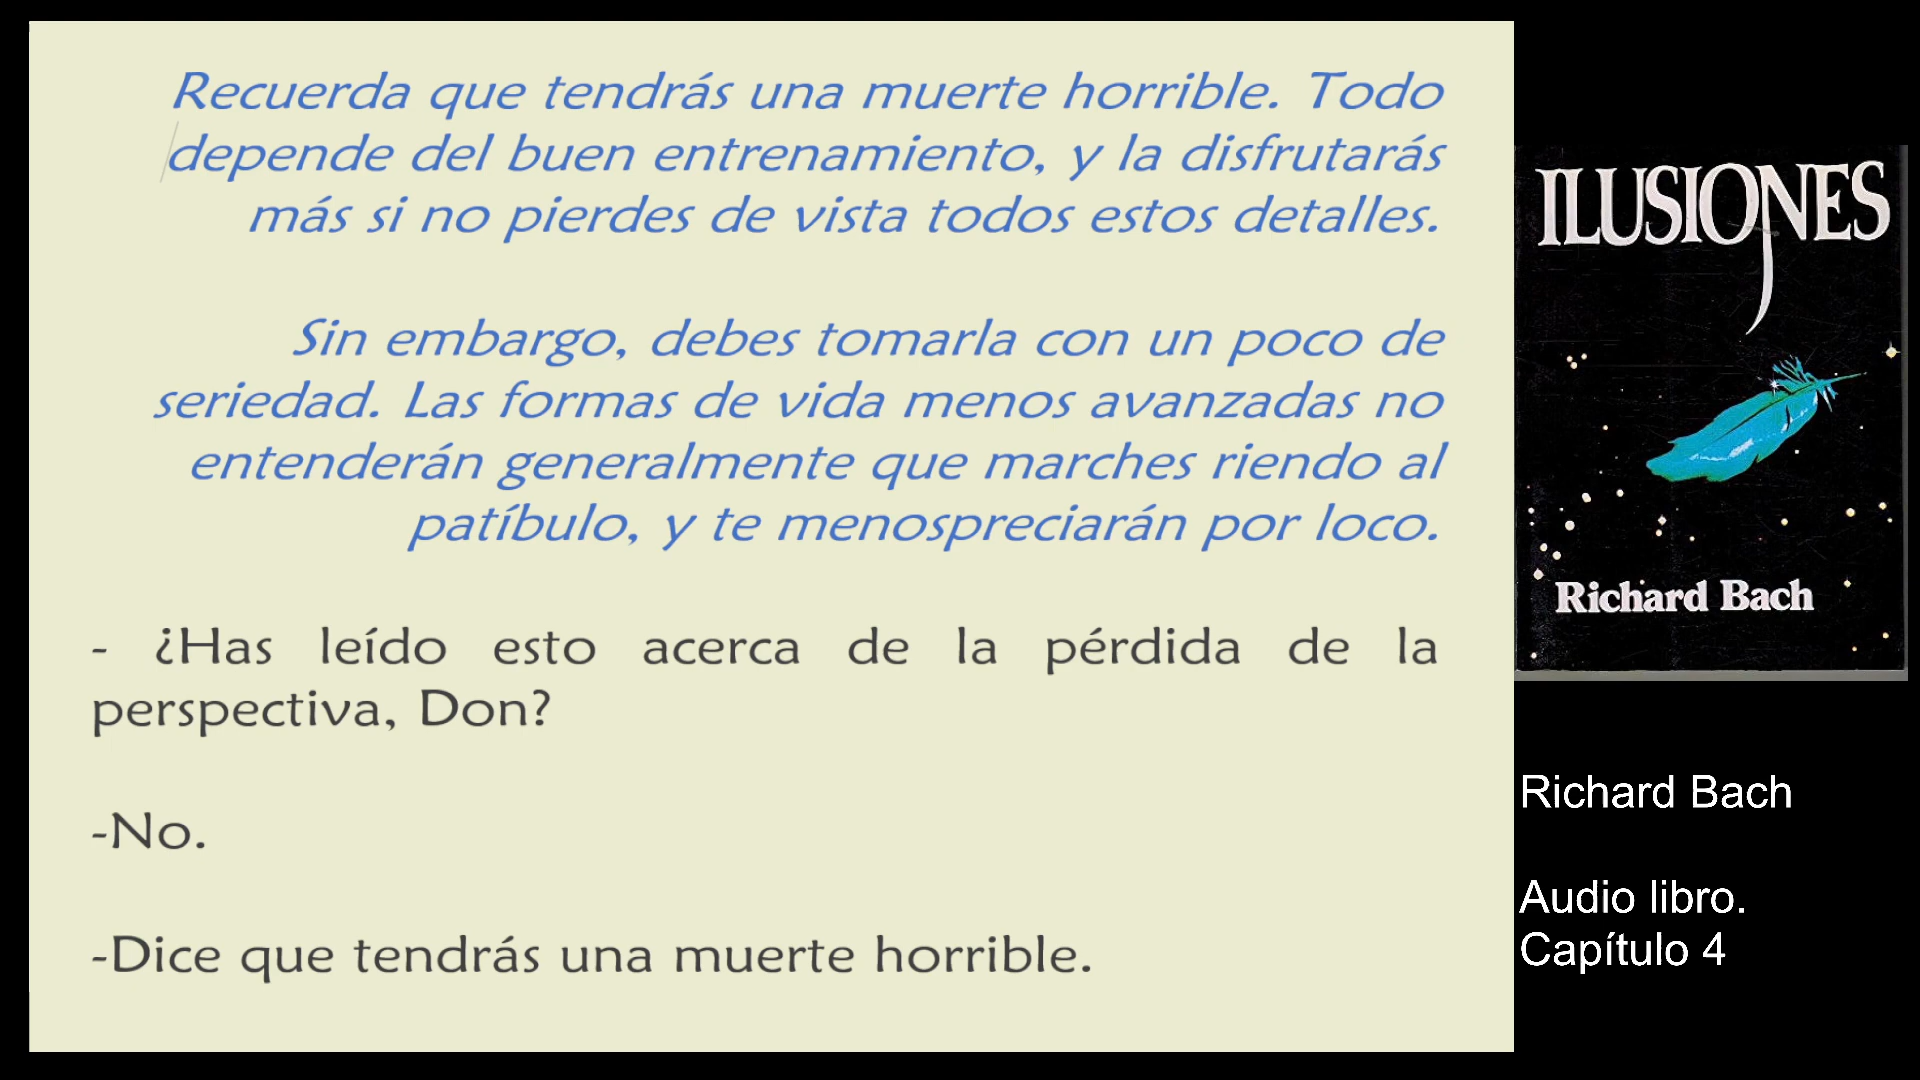 Recuerda que tendrás una muerte horrible. Todo
depende del buen entrenamiento, y la disfrutarás
más si no pierdes de vista todos estos detalles.
Sin embargo, debes tomarla con un poco de
seriedad. Las formas de vida menos avanzadas no
entenderán generalmente que marches riendo al
patíbulo, y te menospreciarán por loco.
- ¿Has leído esto acerca de la pérdida de la
perspectiva, Don?
-No.
-Dice que tendrás una muerte horrible.
ILUSIONES
Richard Bach
Richard Bach
Audio libro.
Capítulo 4